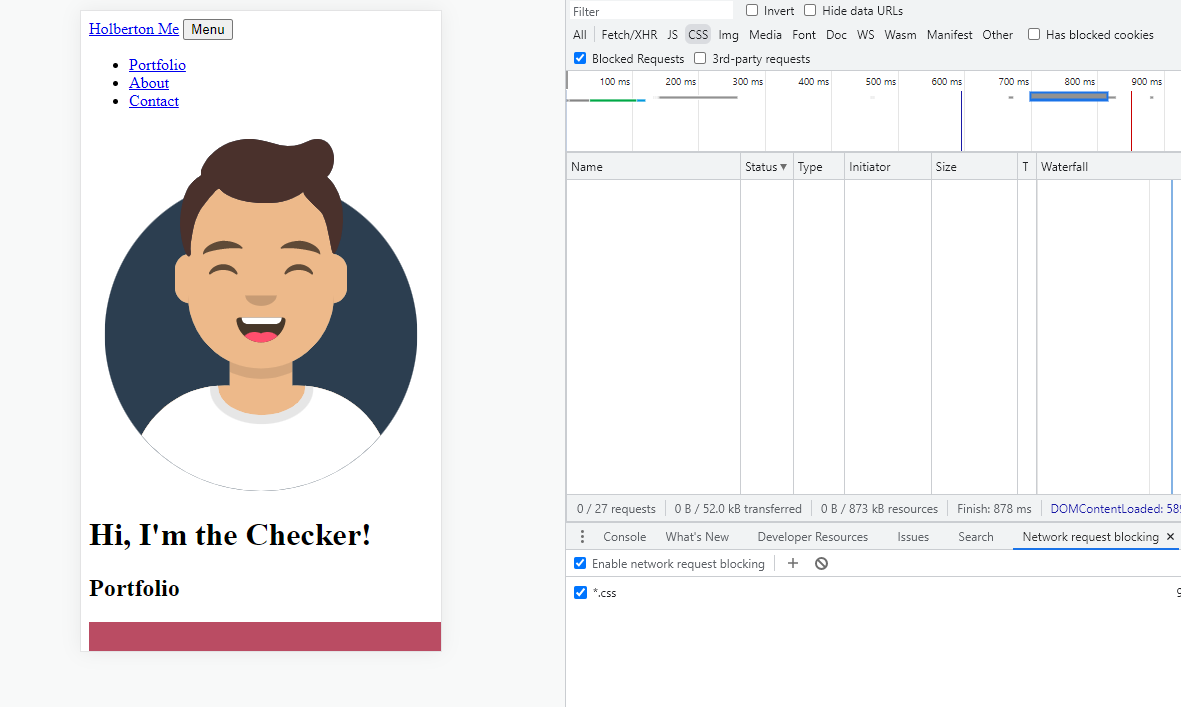 Holberton Me Menu
Portfolio
About
Contact
Hi, I'm the Checker!
Portfolio
Filter Invert Hide data URLs
All Fetch/XHR JS CSS Img Media Font Doc WS Wasm Manifest Other Has blocked cookies
Blocked Requests 3rd-party requests
100 ms 200 ms 300 ms 400 ms 500 ms 600 ms 700 ms 800 ms 900 ms
Name Status Type Initiator Size T Waterfall
0 / 27 requests 0 B / 52.0 kB transferred 0 B / 873 kB resources Finish: 878 ms DOMContentLoaded: 589
Console What's New Developer Resources Issues Search Network request blocking
Enable network request blocking
*.css 9